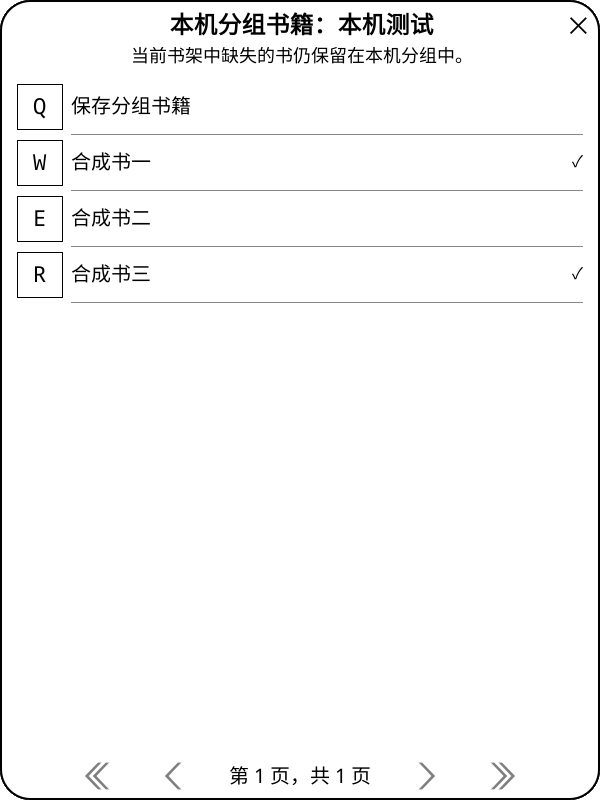 本机分组书籍：本机测试
当前书架中缺失的书仍保留在本机分组中。
Q 保存分组书籍
W 合成书一 ✓
E 合成书二
R 合成书三 ✓
第 1 页，共 1 页